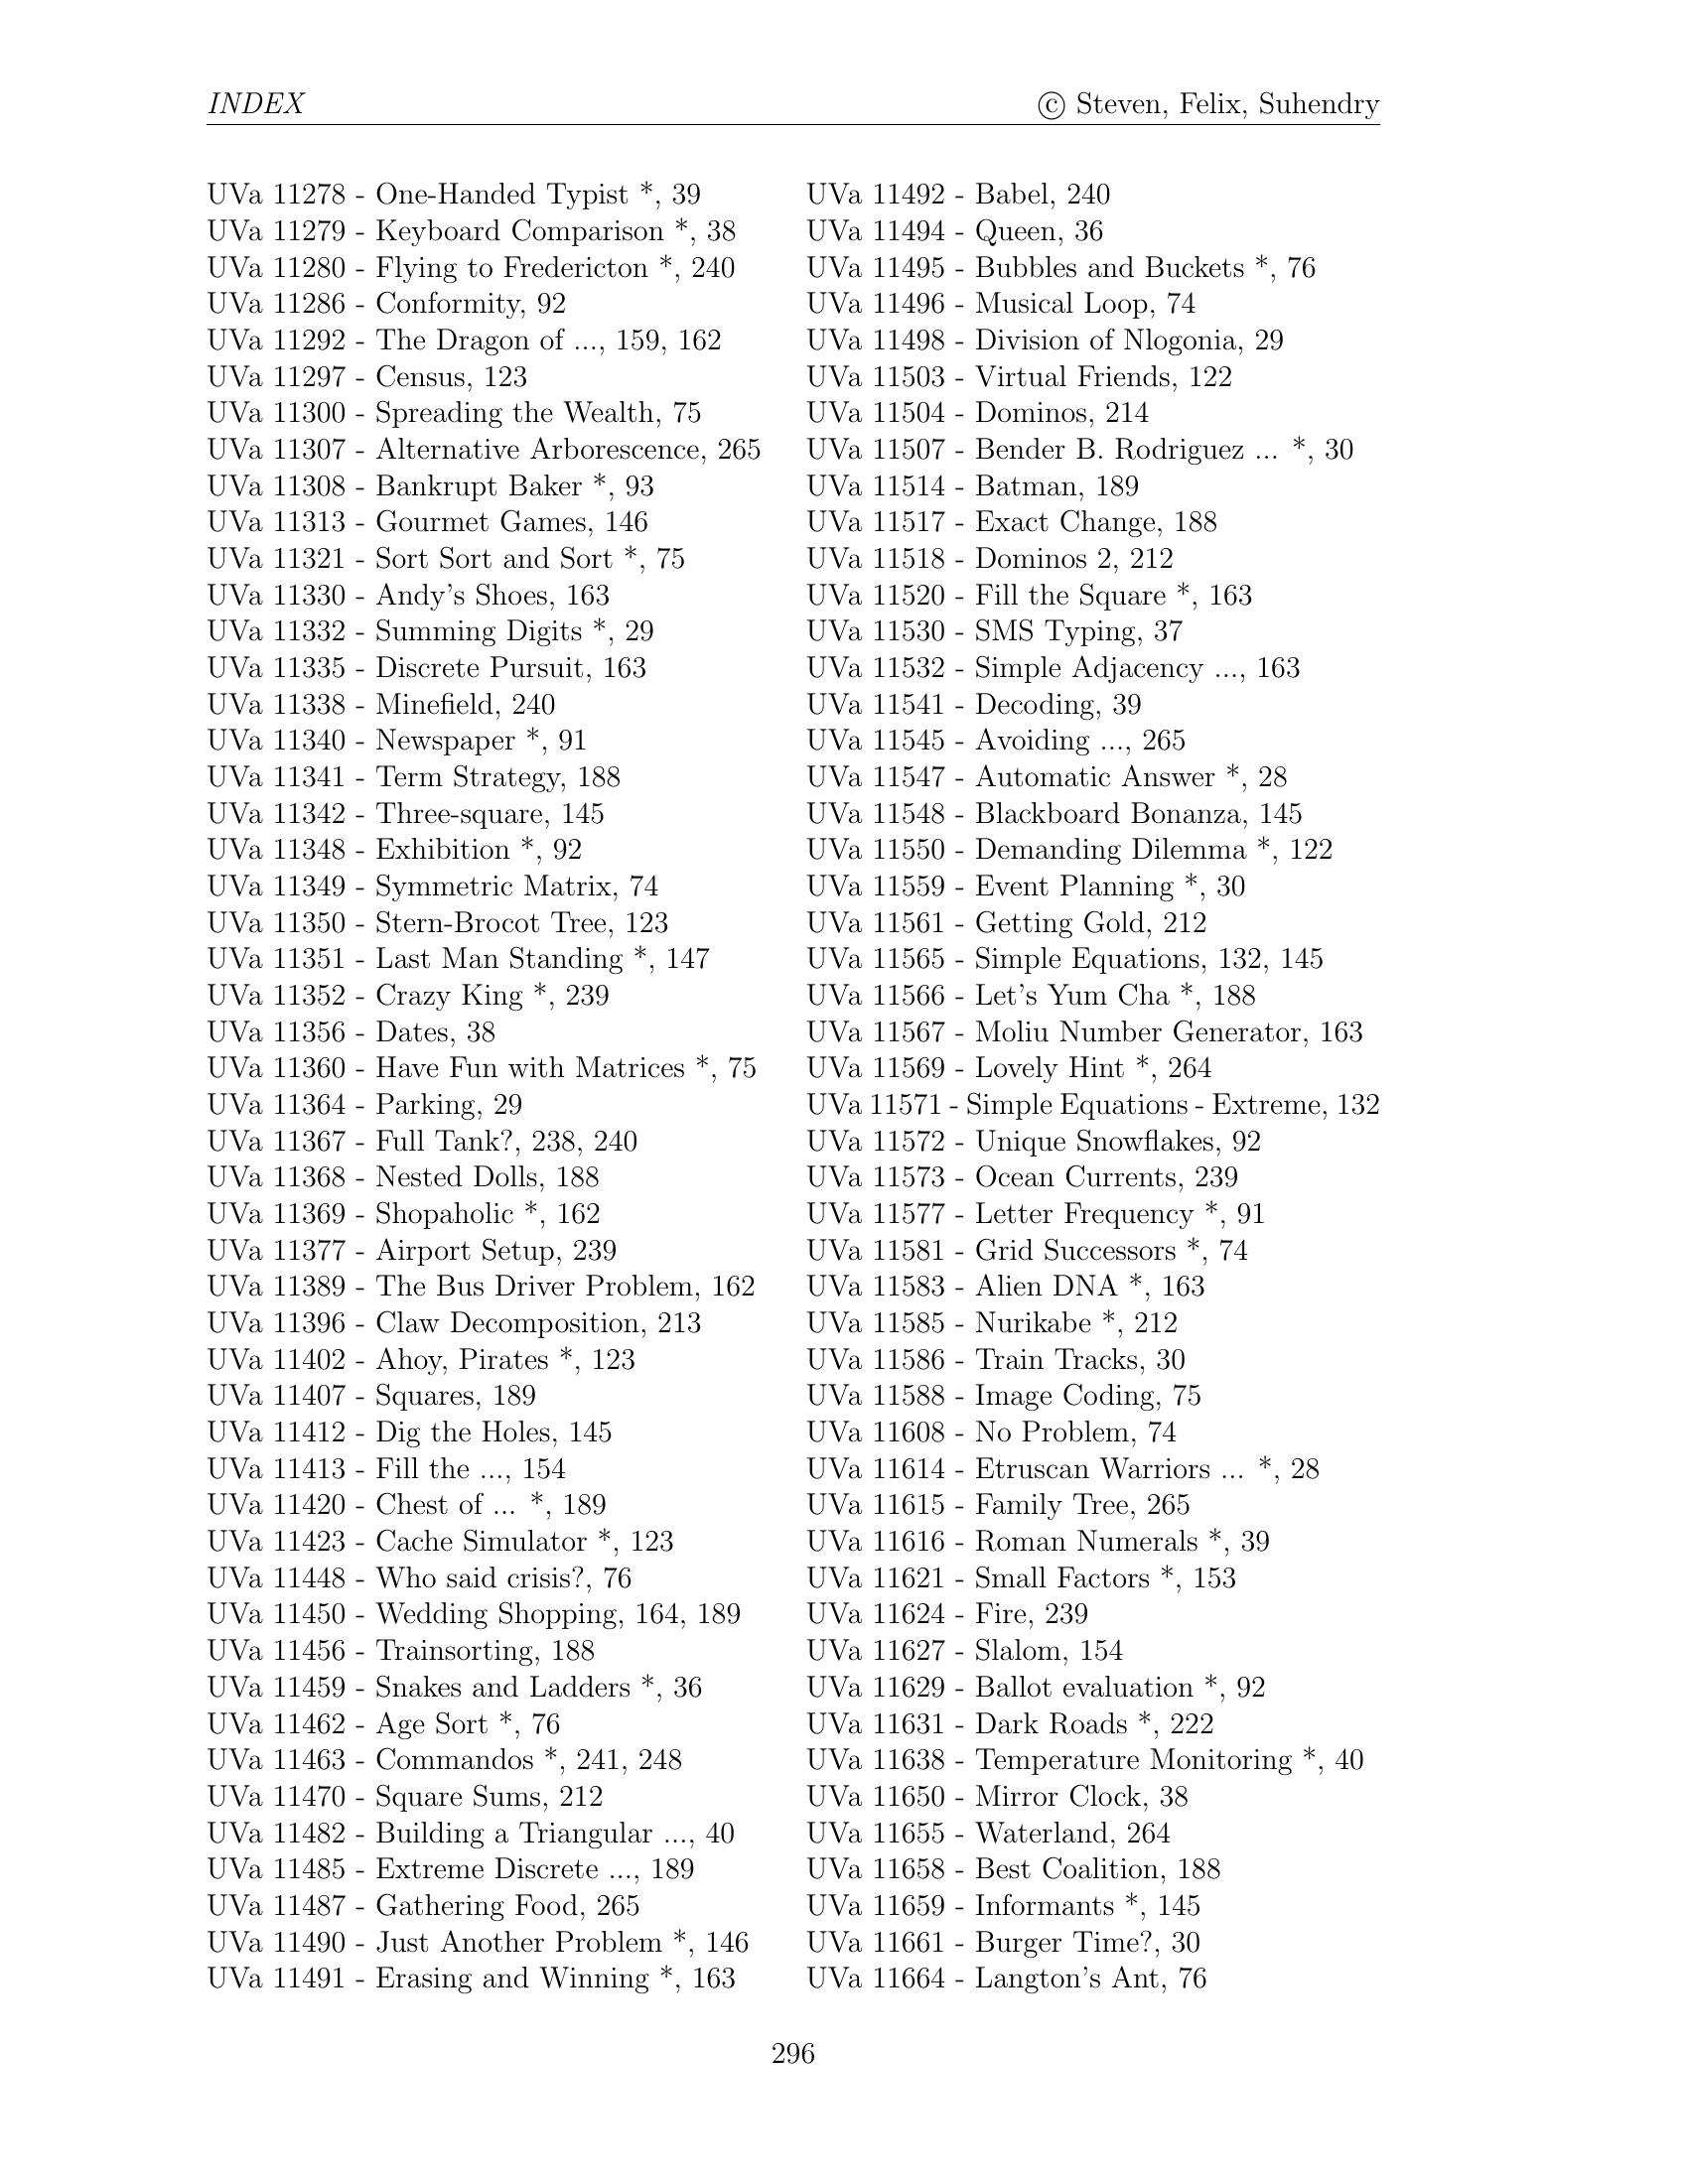 INDEX © Steven, Felix, Suhendry
UVa 11278 - One-Handed Typist *, 39
UVa 11279 - Keyboard Comparison *, 38
UVa 11280 - Flying to Fredericton *, 240
UVa 11286 - Conformity, 92
UVa 11292 - The Dragon of ..., 159, 162
UVa 11297 - Census, 123
UVa 11300 - Spreading the Wealth, 75
UVa 11307 - Alternative Arborescence, 265
UVa 11308 - Bankrupt Baker *, 93
UVa 11313 - Gourmet Games, 146
UVa 11321 - Sort Sort and Sort *, 75
UVa 11330 - Andy's Shoes, 163
UVa 11332 - Summing Digits *, 29
UVa 11335 - Discrete Pursuit, 163
UVa 11338 - Minefield, 240
UVa 11340 - Newspaper *, 91
UVa 11341 - Term Strategy, 188
UVa 11342 - Three-square, 145
UVa 11348 - Exhibition *, 92
UVa 11349 - Symmetric Matrix, 74
UVa 11350 - Stern-Brocot Tree, 123
UVa 11351 - Last Man Standing *, 147
UVa 11352 - Crazy King *, 239
UVa 11356 - Dates, 38
UVa 11360 - Have Fun with Matrices *, 75
UVa 11364 - Parking, 29
UVa 11367 - Full Tank?, 238, 240
UVa 11368 - Nested Dolls, 188
UVa 11369 - Shopaholic *, 162
UVa 11377 - Airport Setup, 239
UVa 11389 - The Bus Driver Problem, 162
UVa 11396 - Claw Decomposition, 213
UVa 11402 - Ahoy, Pirates *, 123
UVa 11407 - Squares, 189
UVa 11412 - Dig the Holes, 145
UVa 11413 - Fill the ..., 154
UVa 11420 - Chest of ... *, 189
UVa 11423 - Cache Simulator *, 123
UVa 11448 - Who said crisis?, 76
UVa 11450 - Wedding Shopping, 164, 189
UVa 11456 - Trainsorting, 188
UVa 11459 - Snakes and Ladders *, 36
UVa 11462 - Age Sort *, 76
UVa 11463 - Commandos *, 241, 248
UVa 11470 - Square Sums, 212
UVa 11482 - Building a Triangular ..., 40
UVa 11485 - Extreme Discrete ..., 189
UVa 11487 - Gathering Food, 265
UVa 11490 - Just Another Problem *, 146
UVa 11491 - Erasing and Winning *, 163
UVa 11492 - Babel, 240
UVa 11494 - Queen, 36
UVa 11495 - Bubbles and Buckets *, 76
UVa 11496 - Musical Loop, 74
UVa 11498 - Division of Nlogonia, 29
UVa 11503 - Virtual Friends, 122
UVa 11504 - Dominos, 214
UVa 11507 - Bender B. Rodriguez ... *, 30
UVa 11514 - Batman, 189
UVa 11517 - Exact Change, 188
UVa 11518 - Dominos 2, 212
UVa 11520 - Fill the Square *, 163
UVa 11530 - SMS Typing, 37
UVa 11532 - Simple Adjacency ..., 163
UVa 11541 - Decoding, 39
UVa 11545 - Avoiding ..., 265
UVa 11547 - Automatic Answer *, 28
UVa 11548 - Blackboard Bonanza, 145
UVa 11550 - Demanding Dilemma *, 122
UVa 11559 - Event Planning *, 30
UVa 11561 - Getting Gold, 212
UVa 11565 - Simple Equations, 132, 145
UVa 11566 - Let's Yum Cha *, 188
UVa 11567 - Moliu Number Generator, 163
UVa 11569 - Lovely Hint *, 264
UVa 11571 - Simple Equations - Extreme, 132
UVa 11572 - Unique Snowflakes, 92
UVa 11573 - Ocean Currents, 239
UVa 11577 - Letter Frequency *, 91
UVa 11581 - Grid Successors *, 74
UVa 11583 - Alien DNA *, 163
UVa 11585 - Nurikabe *, 212
UVa 11586 - Train Tracks, 30
UVa 11588 - Image Coding, 75
UVa 11608 - No Problem, 74
UVa 11614 - Etruscan Warriors ... *, 28
UVa 11615 - Family Tree, 265
UVa 11616 - Roman Numerals *, 39
UVa 11621 - Small Factors *, 153
UVa 11624 - Fire, 239
UVa 11627 - Slalom, 154
UVa 11629 - Ballot evaluation *, 92
UVa 11631 - Dark Roads *, 222
UVa 11638 - Temperature Monitoring *, 40
UVa 11650 - Mirror Clock, 38
UVa 11655 - Waterland, 264
UVa 11658 - Best Coalition, 188
UVa 11659 - Informants *, 145
UVa 11661 - Burger Time?, 30
UVa 11664 - Langton's Ant, 76
296